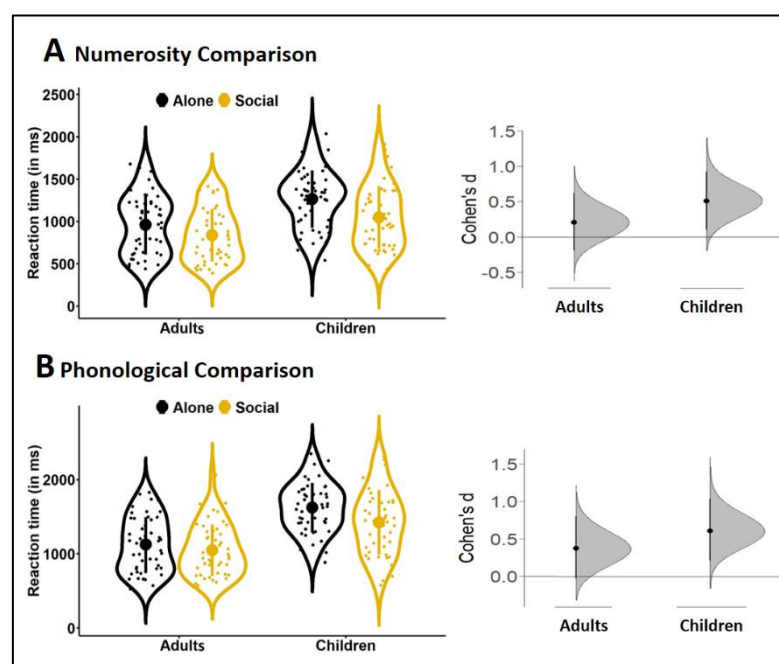 A Numerosity Comparison
Alone Social
Reaction time (in ms)
2500
2000
1500
1000
500
0
Adults Children
Cohen's d
1.5
1.0
0.5
0.0
-0.5
Adults Children
B Phonological Comparison
Alone Social
Reaction time (in ms)
2000
1000
0
Adults Children
Cohen's d
1.5
1.0
0.5
0.0
Adults Children